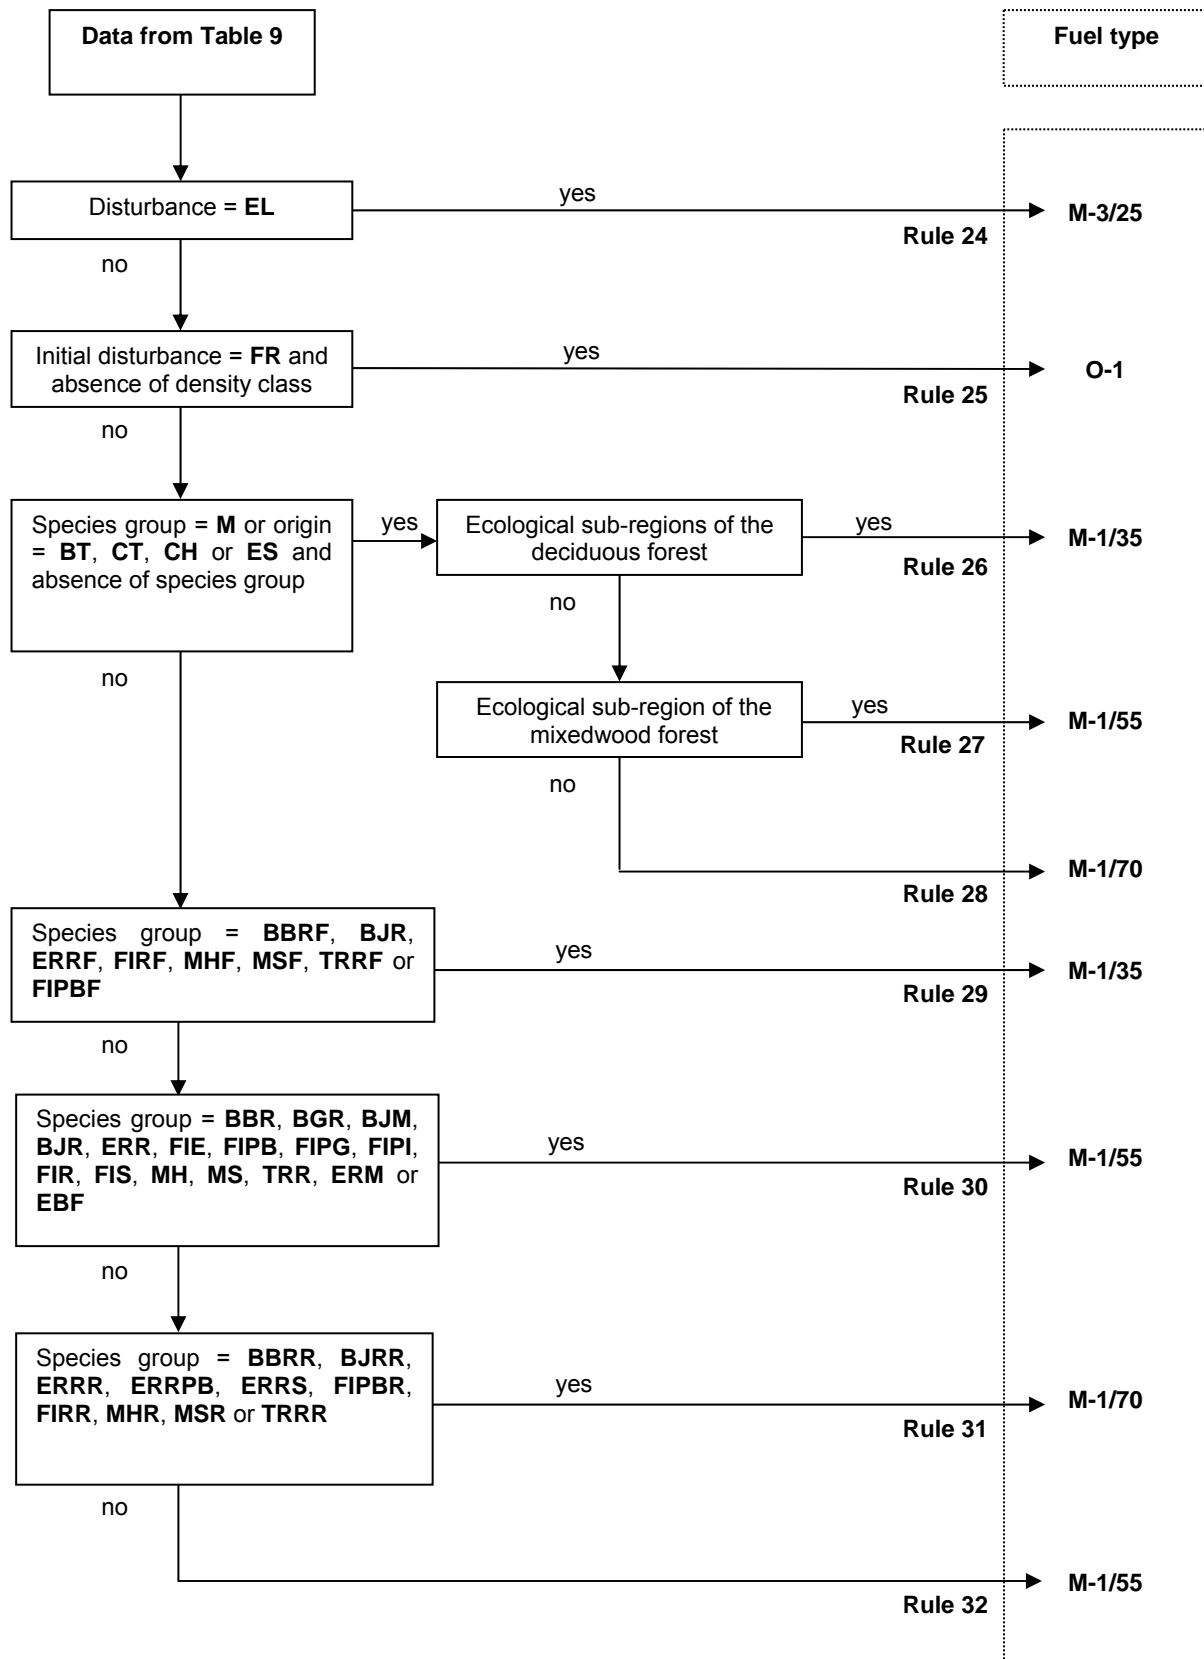 Data from Table 9
Fuel type
Disturbance = EL
yes
Rule 24
M-3/25
no
Initial disturbance = FR and
absence of density class
yes
Rule 25
O-1
no
Species group = M or origin
= BT, CT, CH or ES and
absence of species group
yes
Ecological sub-regions of the
deciduous forest
yes
Rule 26
M-1/35
no
no
Ecological sub-region of the
mixedwood forest
yes
Rule 27
M-1/55
no
Rule 28
M-1/70
Species group = BBRF, BJR,
ERRF, FIRF, MHF, MSF, TRRF or
FIPBF
yes
Rule 29
M-1/35
no
Species group = BBR, BGR, BJM,
BJR, ERR, FIE, FIPB, FIPG, FIPI,
FIR, FIS, MH, MS, TRR, ERM or
EBF
yes
Rule 30
M-1/55
no
Species group = BBRR, BJRR,
ERRR, ERRPB, ERRS, FIPBR,
FIRR, MHR, MSR or TRRR
yes
Rule 31
M-1/70
no
Rule 32
M-1/55